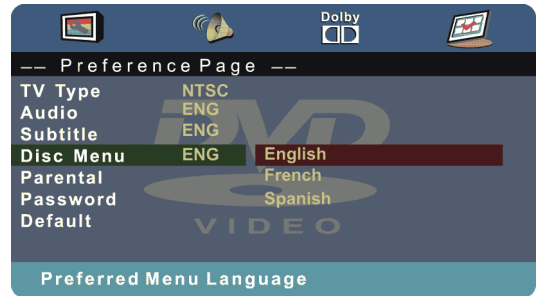 Dolby
-- Preference Page --
TV Type NTSC
Audio ENG
Subtitle ENG
Disc Menu ENG English
Parental French
Password Spanish
Default
DVD
VIDEO
Preferred Menu Language